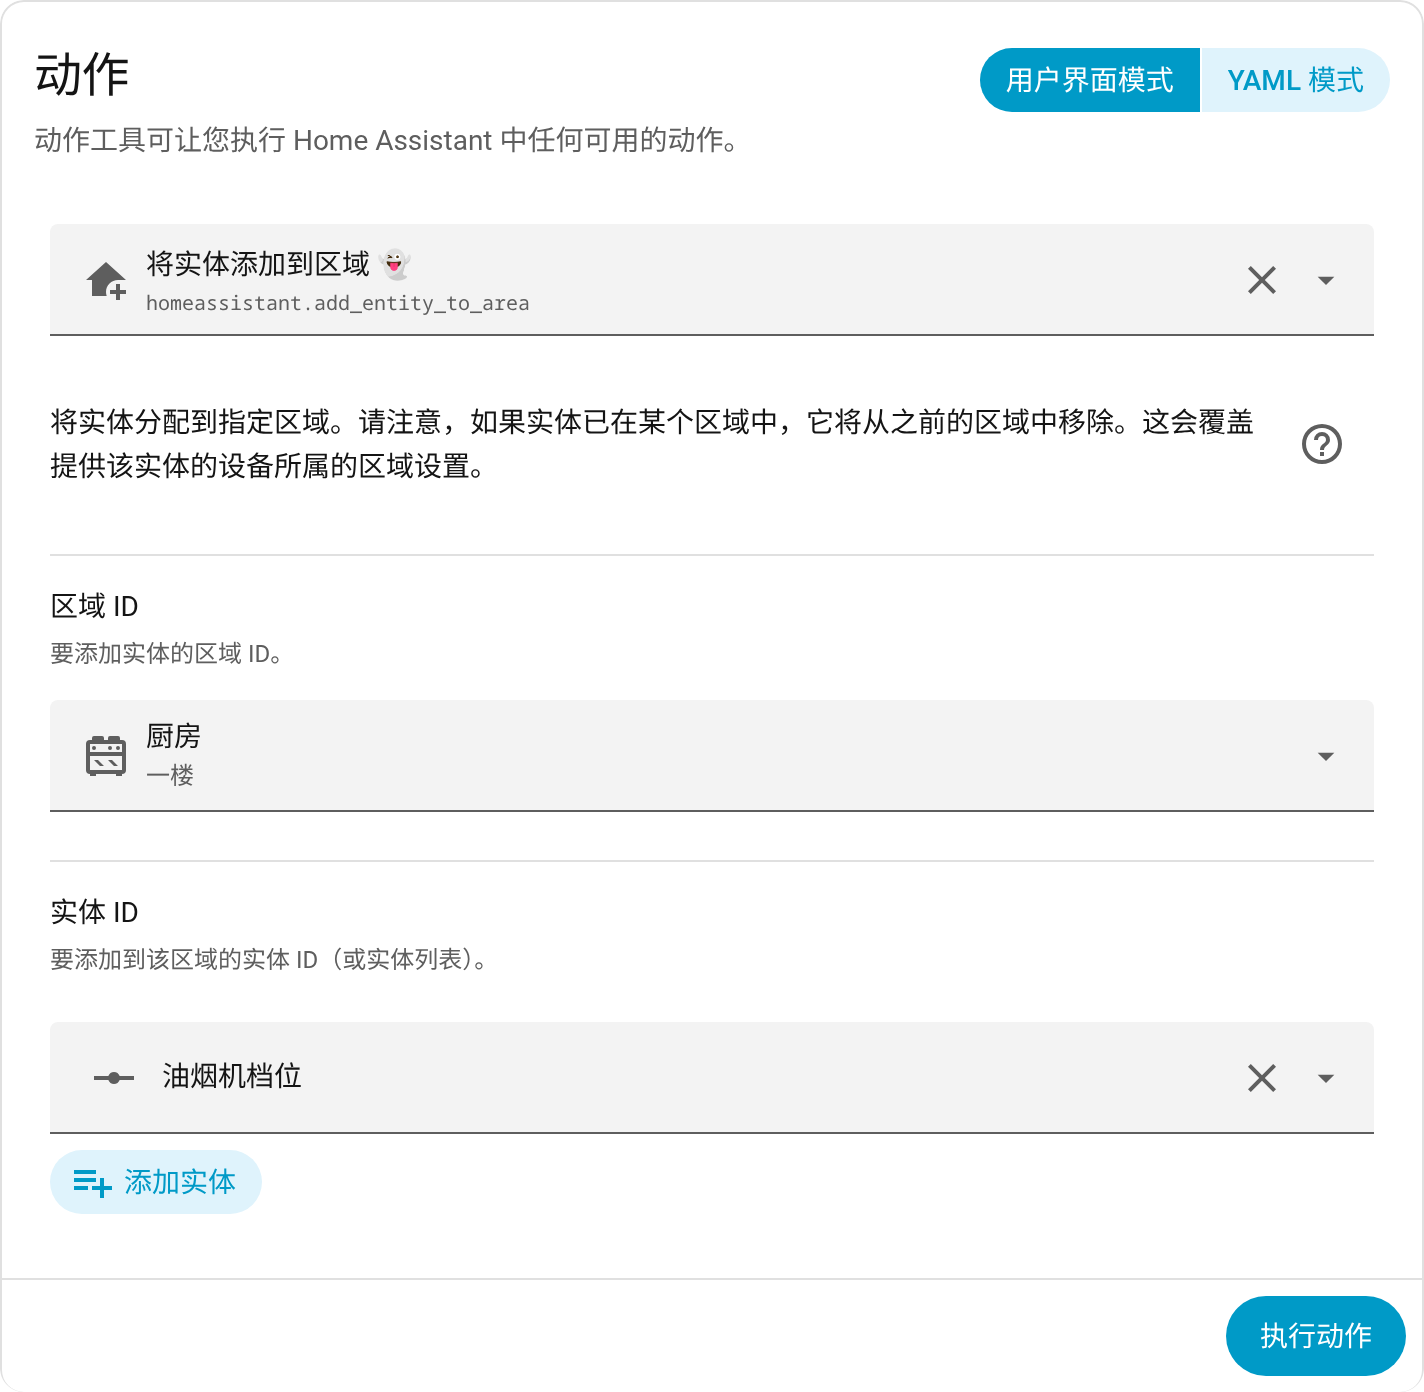 动作
用户界面模式
YAML 模式
动作工具可让您执行 Home Assistant 中任何可用的动作。
将实体添加到区域 👻
homeassistant.add_entity_to_area
将实体分配到指定区域。请注意，如果实体已在某个区域中，它将从之前的区域中移除。这会覆盖
提供该实体的设备所属的区域设置。
区域 ID
要添加实体的区域 ID。
厨房
一楼
实体 ID
要添加到该区域的实体 ID（或实体列表）。
油烟机档位
添加实体
执行动作